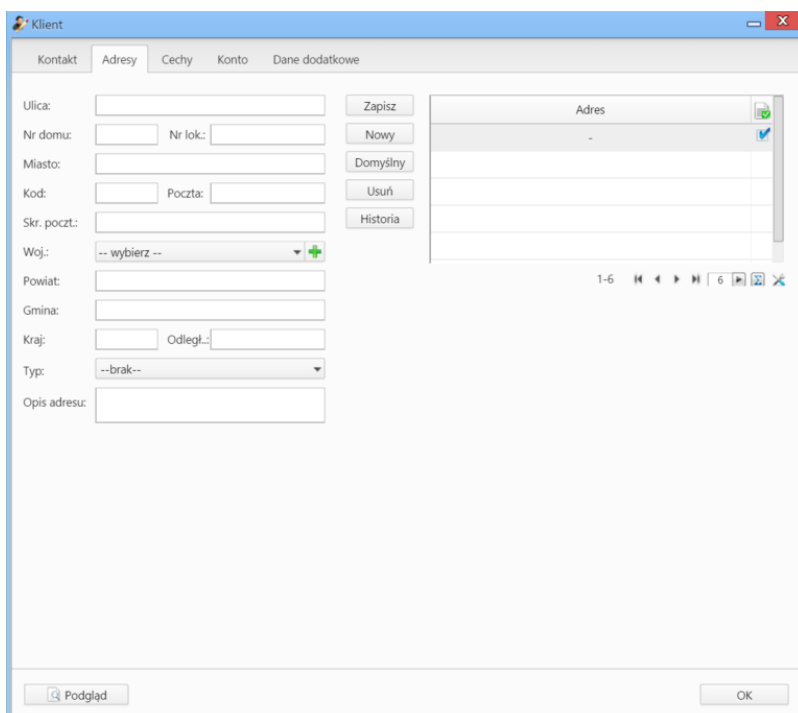 Klient
Kontakt Adresy Cechy Konto Dane dodatkowe
Ulica: Zapisz Adres
Nr domu: Nr lok.: Nowy -
Miasto: Domyślny
Kod: Poczta: Usuń
Skr. poczt.: Historia
Woj.: -- wybierz --
Powiat: 1-6 6
Gmina:
Kraj: Odległ..:
Typ: --brak--
Opis adresu:
Podgląd OK